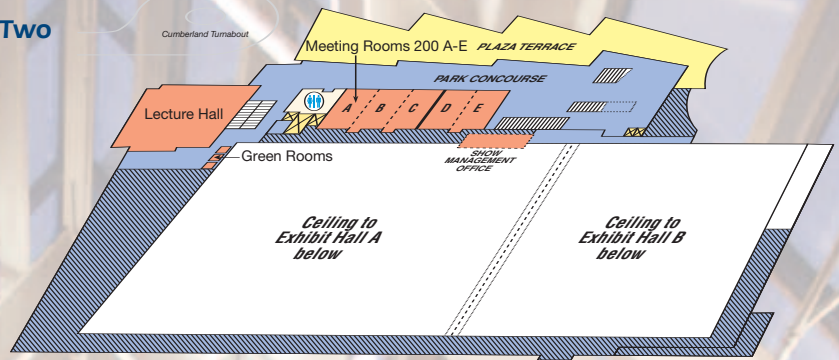 Two
Cumberland Turnabout
Meeting Rooms 200 A-E
PLAZA TERRACE
PARK CONCOURSE
Lecture Hall
A B C D E
Green Rooms
SHOW
MANAGEMENT
OFFICE
Ceiling to
Exhibit Hall A
below
Ceiling to
Exhibit Hall B
below